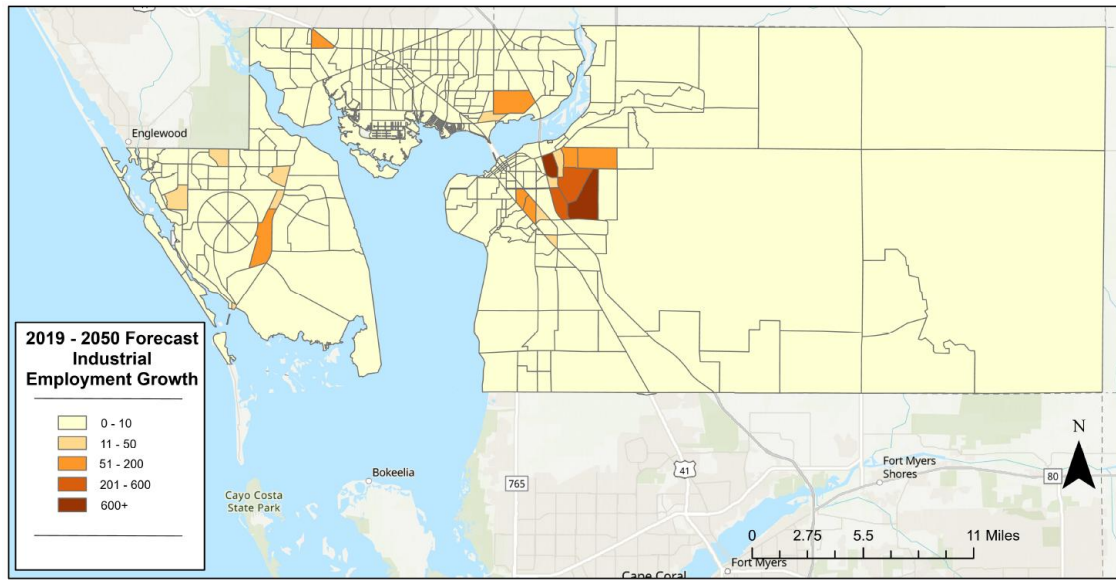 Englewood
2019 - 2050 Forecast
Industrial
Employment Growth
0 - 10
11 - 50
51 - 200
201 - 600
600+
Bokeelia
Cayo Costa
State Park
765
41
Fort Myers
Shores
80
N
0 2.75 5.5 11 Miles
Fort Myers
Cape Coral